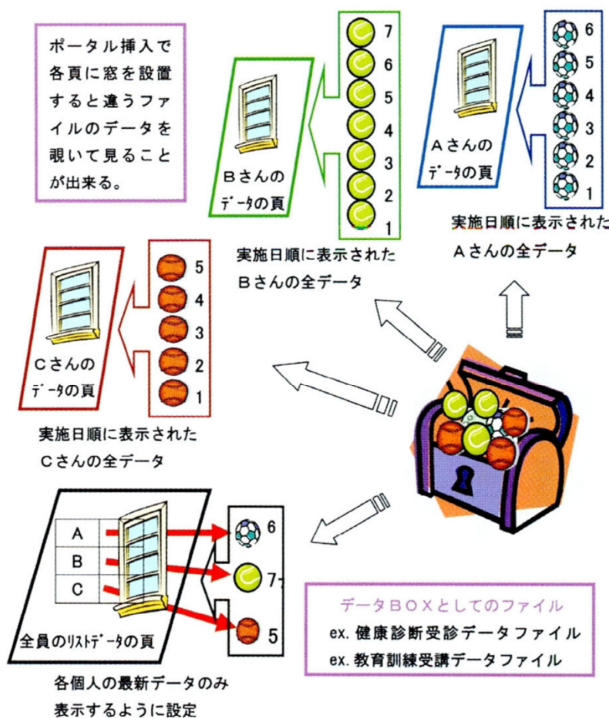 ポータル挿入で
各頁に窓を設置
すると違うファ
イルのデータを
覗いて見ること
が出来る。
7
6
5
4
3
2
1
Bさんの
ﾃﾞｰﾀの頁
実施日順に表示された
Bさんの全データ
6
5
4
3
2
1
Aさんの
ﾃﾞｰﾀの頁
実施日順に表示された
Aさんの全データ
5
4
3
2
1
Cさんの
ﾃﾞｰﾀの頁
実施日順に表示された
Cさんの全データ
A
B
C
6
7
5
全員のﾘｽﾄﾃﾞｰﾀの頁
各個人の最新データのみ
表示するように設定
データBOXとしてのファイル
ex. 健康診断受診データファイル
ex. 教育訓練受講データファイル